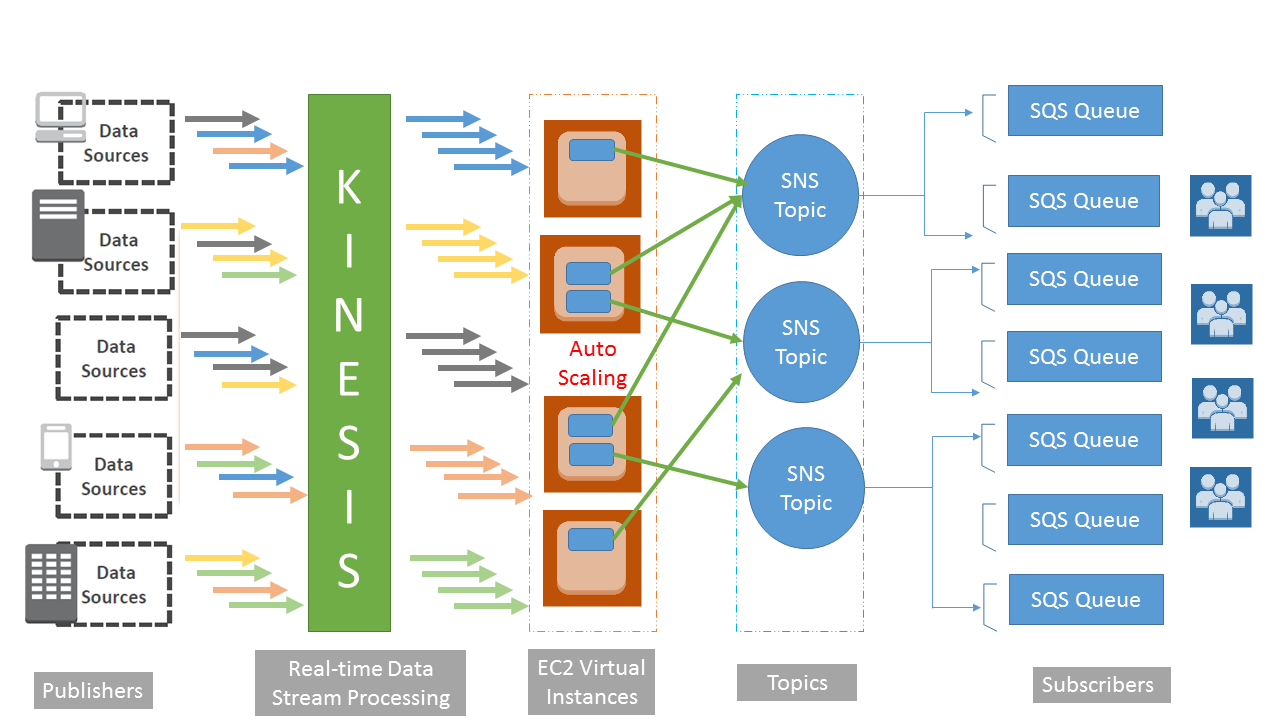 Data
Sources
Data
Sources
Data
Sources
Data
Sources
Data
Sources
K
I
N
E
S
I
S
Auto
Scaling
SNS
Topic
SNS
Topic
SNS
Topic
SQS Queue
SQS Queue
SQS Queue
SQS Queue
SQS Queue
SQS Queue
SQS Queue
Publishers
Real-time Data
Stream Processing
EC2 Virtual
Instances
Topics
Subscribers